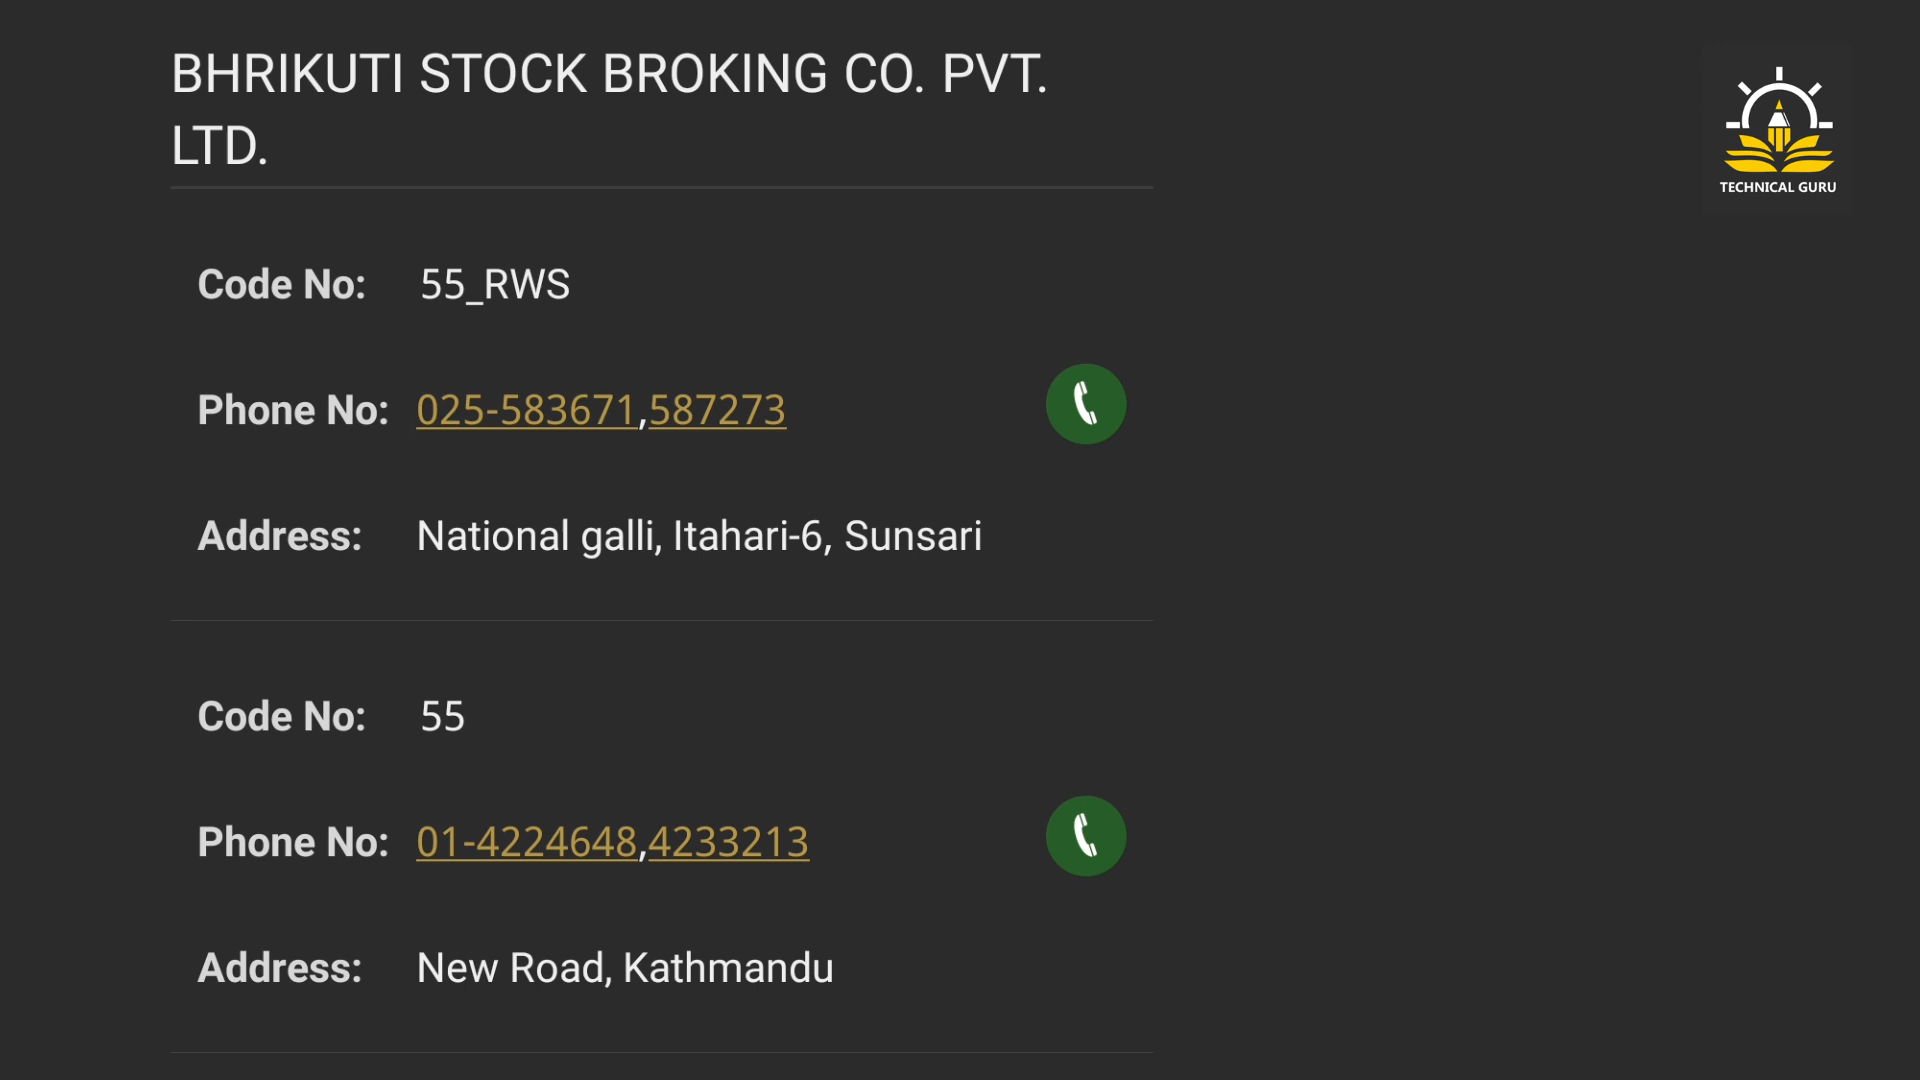 BHRIKUTI STOCK BROKING CO. PVT.
LTD.
TECHNICAL GURU
Code No: 55_RWS
Phone No: 025-583671,587273
Address: National galli, Itahari-6, Sunsari
Code No: 55
Phone No: 01-4224648,4233213
Address: New Road, Kathmandu